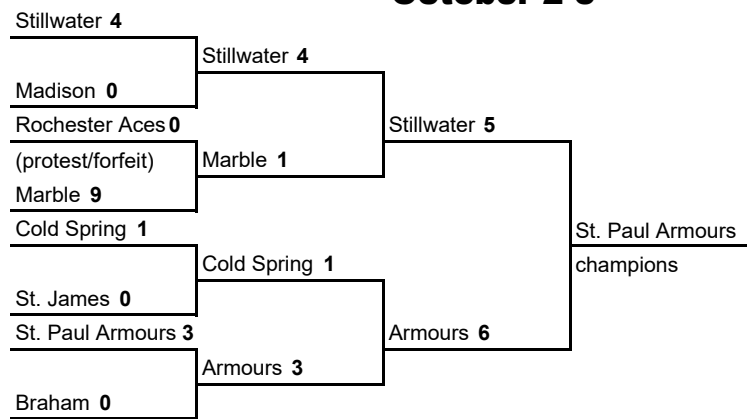 Stillwater 4
Stillwater 4
Madison 0
Rochester Aces 0
Stillwater 5
(protest/forfeit)
Marble 1
Marble 9
Cold Spring 1
St. Paul Armours
Cold Spring 1
champions
St. James 0
St. Paul Armours 3
Armours 6
Armours 3
Braham 0